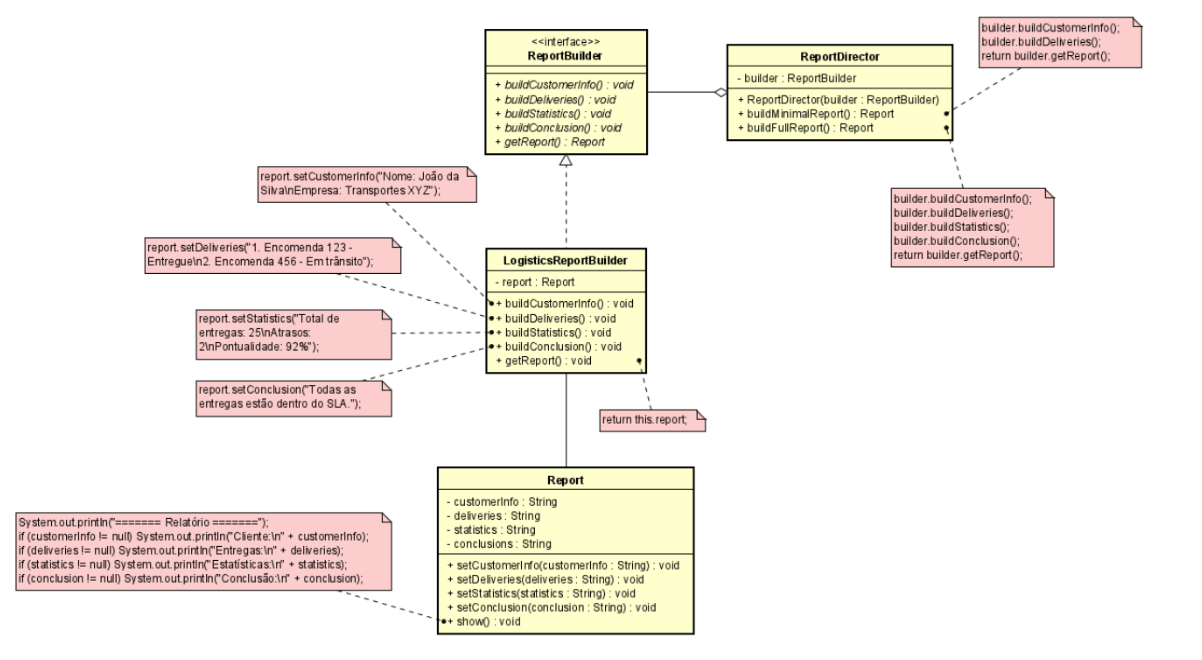 <<interface>>
ReportBuilder
+ buildCustomerInfo() : void
+ buildDeliveries() : void
+ buildStatistics() : void
+ buildConclusion() : void
+ getReport() : Report
ReportDirector
- builder : ReportBuilder
+ ReportDirector(builder : ReportBuilder)
+ buildMinimalReport() : Report
+ buildFullReport() : Report
builder.buildCustomerInfo();
builder.buildDeliveries();
return builder.getReport();
builder.buildCustomerInfo();
builder.buildDeliveries();
builder.buildStatistics();
builder.buildConclusion();
return builder.getReport();
report.setCustomerInfo("Nome: João da
Silva\nEmpresa: Transportes XYZ");
report.setDeliveries("1. Encomenda 123 -
Entregue\n2. Encomenda 456 - Em trânsito");
report.setStatistics("Total de
entregas: 25\nAtrasos:
2\nPontualidade: 92%");
report.setConclusion("Todas as
entregas estão dentro do SLA.");
LogisticsReportBuilder
- report : Report
+ buildCustomerInfo() : void
+ buildDeliveries() : void
+ buildStatistics() : void
+ buildConclusion() : void
+ getReport() : void
return this.report;
Report
- customerInfo : String
- deliveries : String
- statistics : String
- conclusions : String
+ setCustomerInfo(customerInfo : String) : void
+ setDeliveries(deliveries : String) : void
+ setStatistics(statistics : String) : void
+ setConclusion(conclusion : String) : void
+ show() : void
System.out.println("======= Relatório =======");
if (customerInfo != null) System.out.println("Cliente:\n" + customerInfo);
if (deliveries != null) System.out.println("Entregas:\n" + deliveries);
if (statistics != null) System.out.println("Estatísticas:\n" + statistics);
if (conclusion != null) System.out.println("Conclusão:\n" + conclusion);